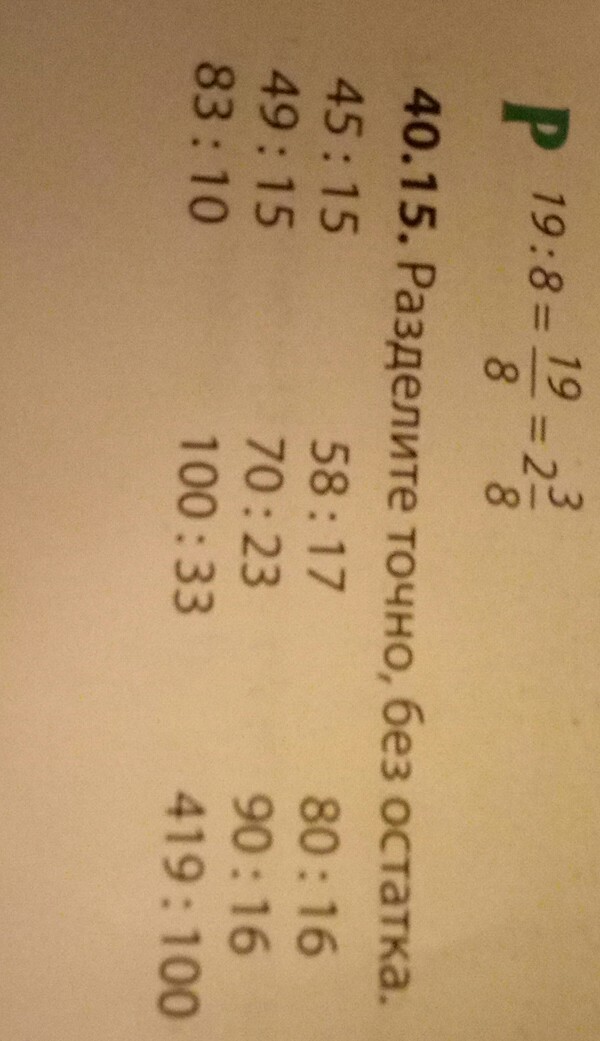 Р 19 : 8 = 19/8 = 2 3/8
40.15. Разделите точно, без остатка.
45 : 15 58 : 17 80 : 16
49 : 15 70 : 23 90 : 16
83 : 10 100 : 33 419 : 100